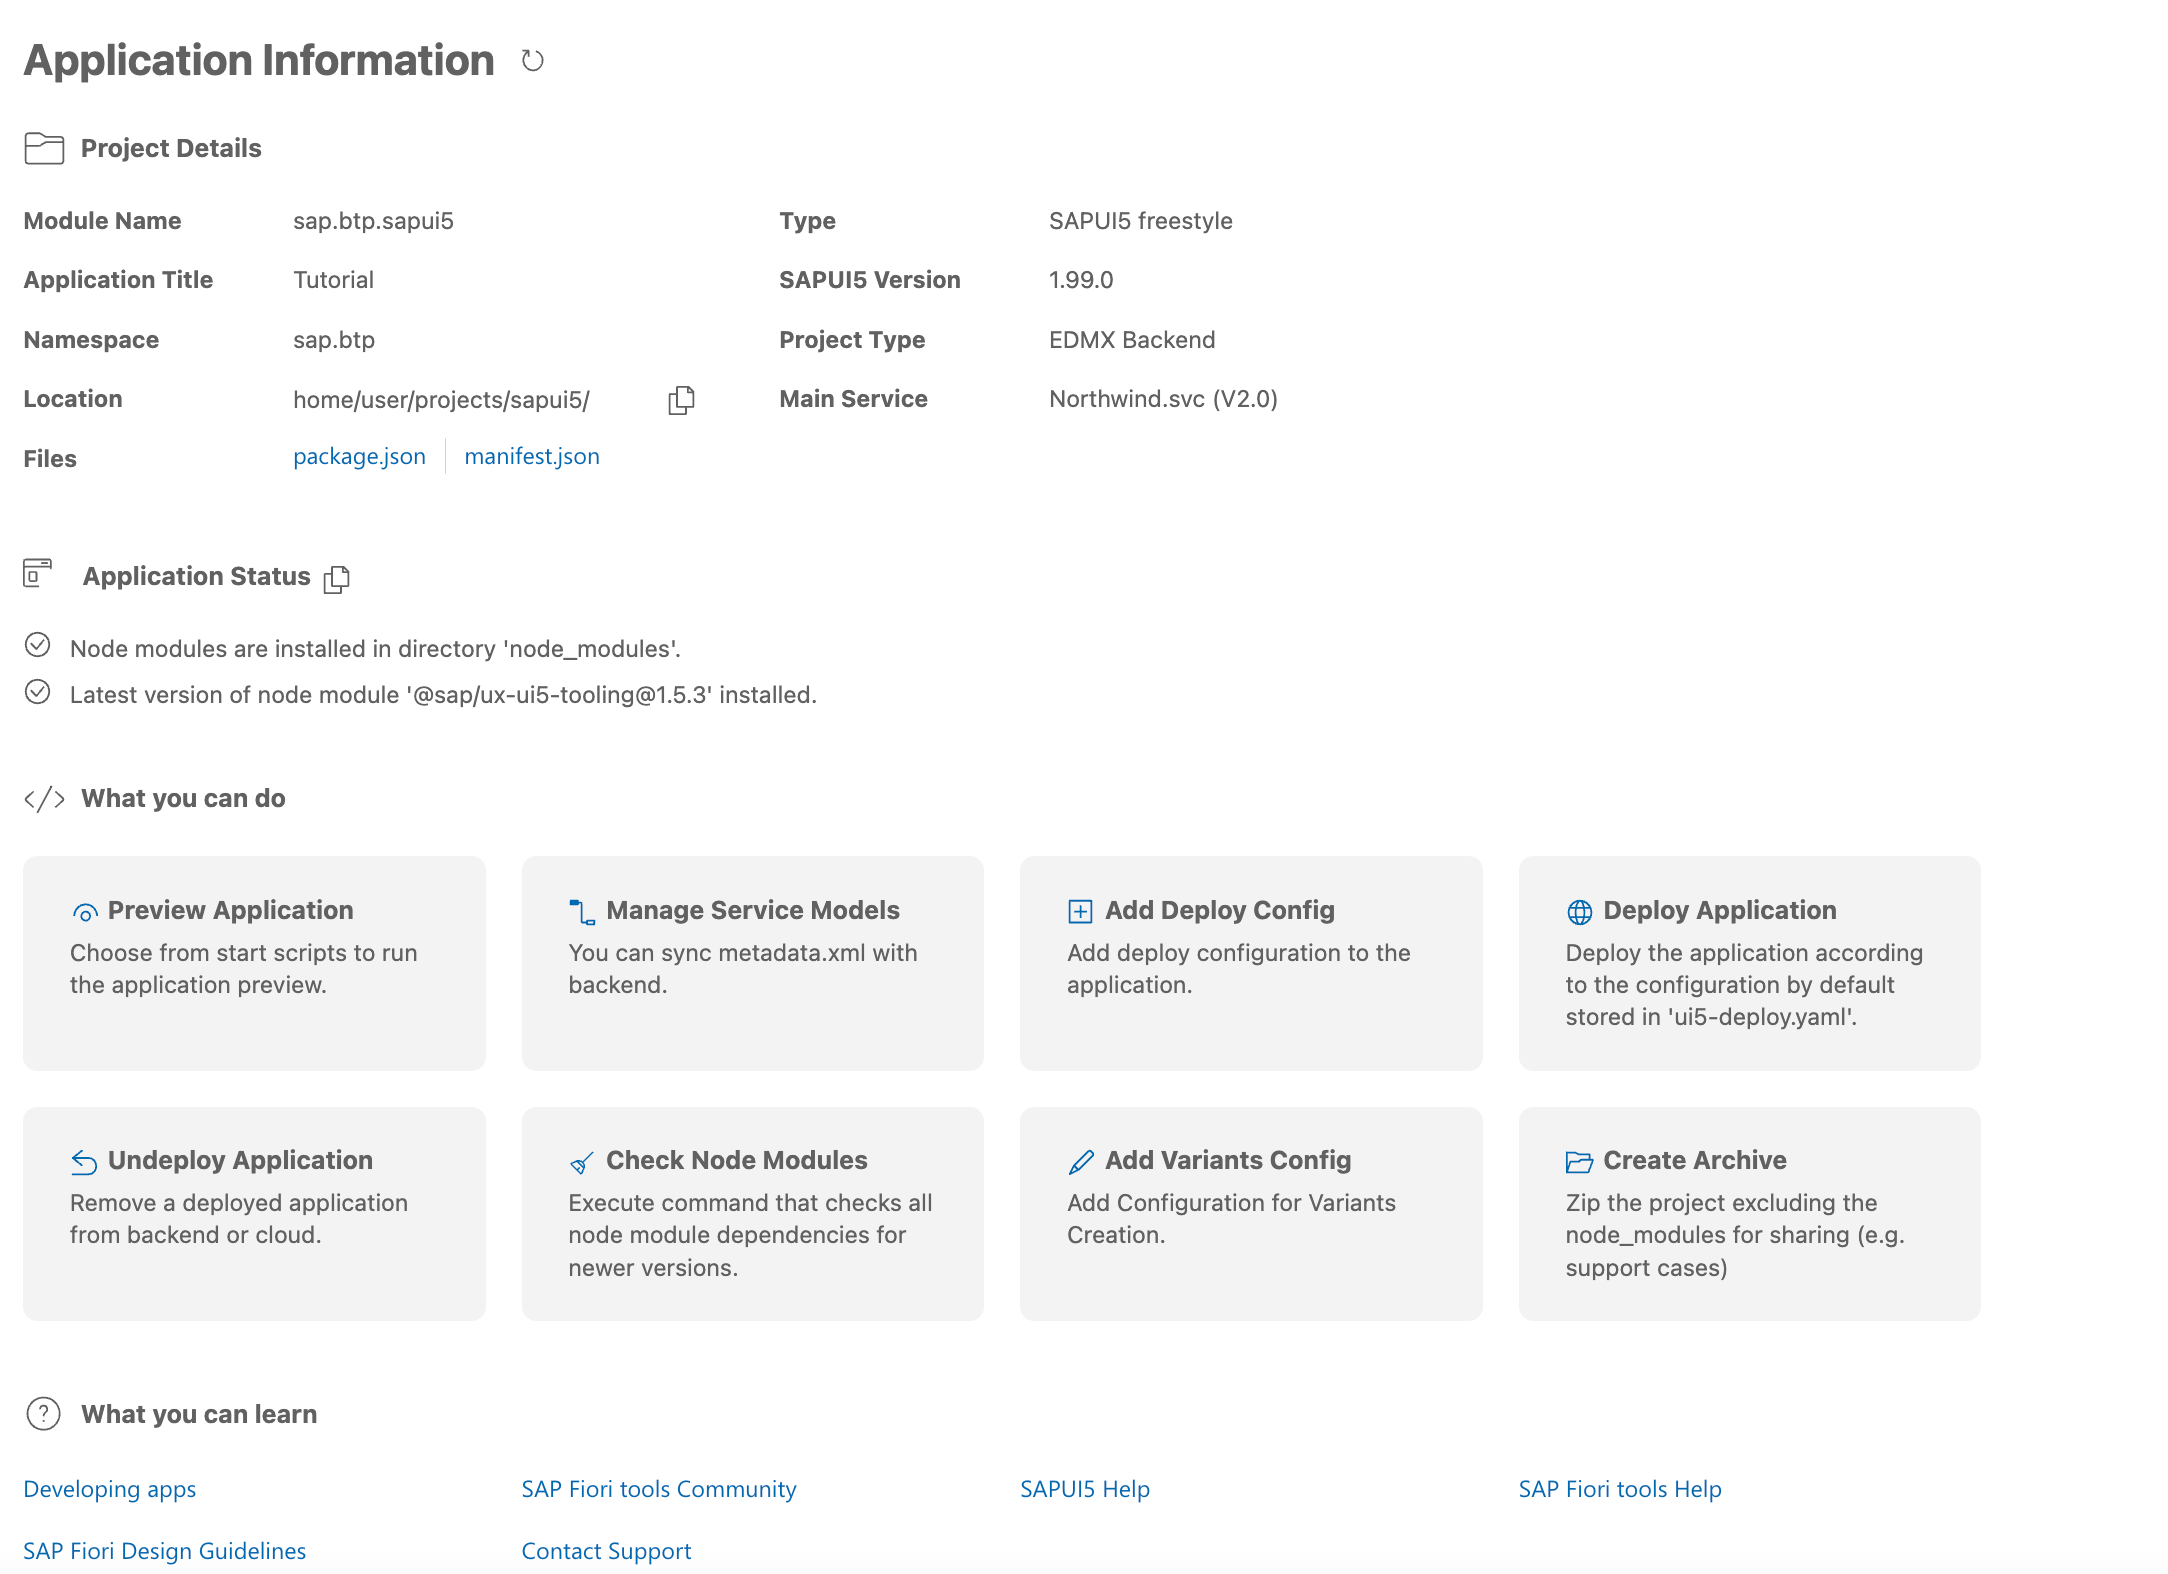 Application Information
Project Details
Module Name sap.btp.sapui5 Type SAPUI5 freestyle
Application Title Tutorial SAPUI5 Version 1.99.0
Namespace sap.btp Project Type EDMX Backend
Location home/user/projects/sapui5/ Main Service Northwind.svc (V2.0)
Files package.json manifest.json
Application Status
Node modules are installed in directory 'node_modules'.
Latest version of node module '@sap/ux-ui5-tooling@1.5.3' installed.
What you can do
Preview Application
Choose from start scripts to run
the application preview.
Manage Service Models
You can sync metadata.xml with
backend.
Add Deploy Config
Add deploy configuration to the
application.
Deploy Application
Deploy the application according
to the configuration by default
stored in 'ui5-deploy.yaml'.
Undeploy Application
Remove a deployed application
from backend or cloud.
Check Node Modules
Execute command that checks all
node module dependencies for
newer versions.
Add Variants Config
Add Configuration for Variants
Creation.
Create Archive
Zip the project excluding the
node_modules for sharing (e.g.
support cases)
What you can learn
Developing apps SAP Fiori tools Community SAPUI5 Help SAP Fiori tools Help
SAP Fiori Design Guidelines Contact Support